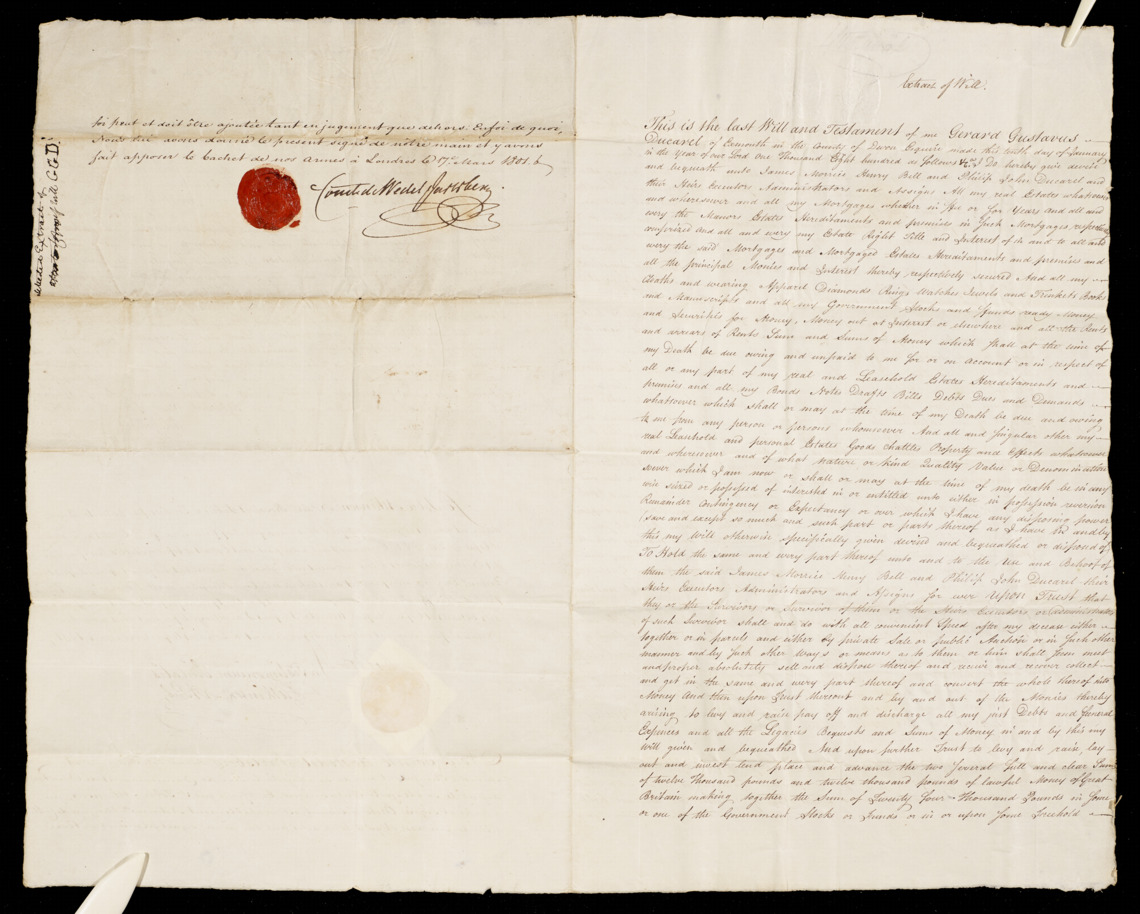 foi peut et doit être ajoutée tant en jugement que dehors. En foi de quoi,
Nous lui avons donné le present signé de notre main et y avons
fait apposer le Cachet de nos Armes à Londres le 7. Mars 1801.
Comte de Wedel Jarlsberg.
selected Extract of
will G.G.D.
Extract of Will.
This is the last Will and Testament of me Gerard Gustavus
Ducarel of Exmouth in the County of Devon Esquire made this tenth day of January
in the Year of our Lord One Thousand Eight hundred as follows I Do hereby give devise
and bequeath unto James Morrice Henry Bell and Philip John Ducarel and
their Heirs Executors Administrators and Assigns All my real Estates whatsoever
and wheresoever and all my Mortgages whether in fee or for Years and all and
every the Manors Estates Hereditaments and premises in such Mortgages respectively
comprized And all and every my Estate Right Title and Interest of in and to all and
every the said Mortgages and Mortgaged Estates Hereditaments and premises and
all the principal Monies and Interest thereby respectively secured And all my
Cloaths and wearing Apparel Diamonds Rings Watches Jewels and Trinkets Books
and Manuscripts and all my Government Stocks and Funds ready Money
and Securities for Money, Money out at Interest or elsewhere and all the Rents
and arrears of Rents Sum and Sums of Money which shall at the time of
my Death be due owing and unpaid to me for or on account or in respect of
all or any part of my real and Leasehold Estates Hereditaments and
premises and all my Bonds Notes Drafts Bills Debts Dues and Demands
whatsoever which shall or may at the time of my Death be due and owing
to me from any person or persons whomsoever And all and singular other my
real Leasehold and personal Estates Goods Chattles Property and Effects whatsoever
and wheresoever and of what Nature or kind Quality Value or Denomination
soever which I am now or shall or may at the time of my death be in any
wise seized or possessed of interested in or entitled unto either in possession reversion
Remainder Contingency or Expectancy or over which I have any disposing power
(save and except so much and such part or parts thereof as I have in and by
this my Will otherwise specifically given devised and bequeathed or disposed of)
To Hold the same and every part thereof unto and to the Use and Behoof of
them the said James Morrice Henry Bell and Philip John Ducarel their
Heirs Executors Administrators and Assigns for ever Upon Trust that
they or the Survivors or Survivor of them or the Heirs Executors or Administrators
of such Survivor shall and do with all convenient Speed after my decease either
together or in parcels and either by private Sale or public Auction or in such other
manner and by such other ways or means as to them or him shall seem meet
and proper absolutely sell and dispose thereof and receive and recover collect
and get in the same and every part thereof and convert the whole thereof into
Money And then upon Trust thereout and by and out of the Monies thereby
arising to levy and raise pay off and discharge all my just Debts and funeral
Expences and all the Legacies Bequests and Sums of Money in and by this my
Will given and bequeathed And upon further Trust to levy and raise lay
out and invest lend place and advance the two several full and clear Sums
of twelve Thousand pounds and twelve thousand pounds of lawful Money of Great
Britain making together the Sum of Twenty Four Thousand Pounds in some
or one of the Government Stocks or Funds or in or upon some Freehold